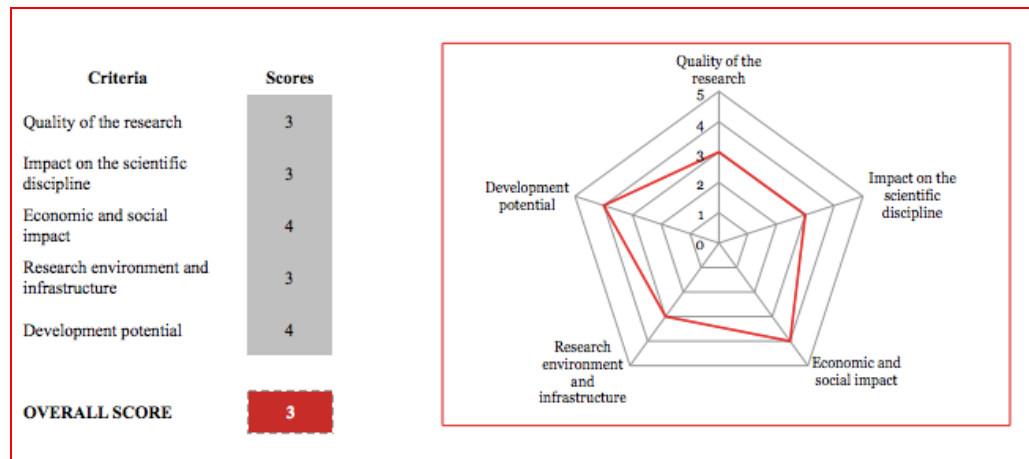 Criteria Scores
Quality of the research 3
Impact on the scientific
discipline 3
Economic and social
impact 4
Research environment and
infrastructure 3
Development potential 4
OVERALL SCORE 3
Quality of the
research
5
4
3
2
1
0
Impact on the
scientific
discipline
Economic and
social impact
Research
environment
and
infrastructure
Development
potential